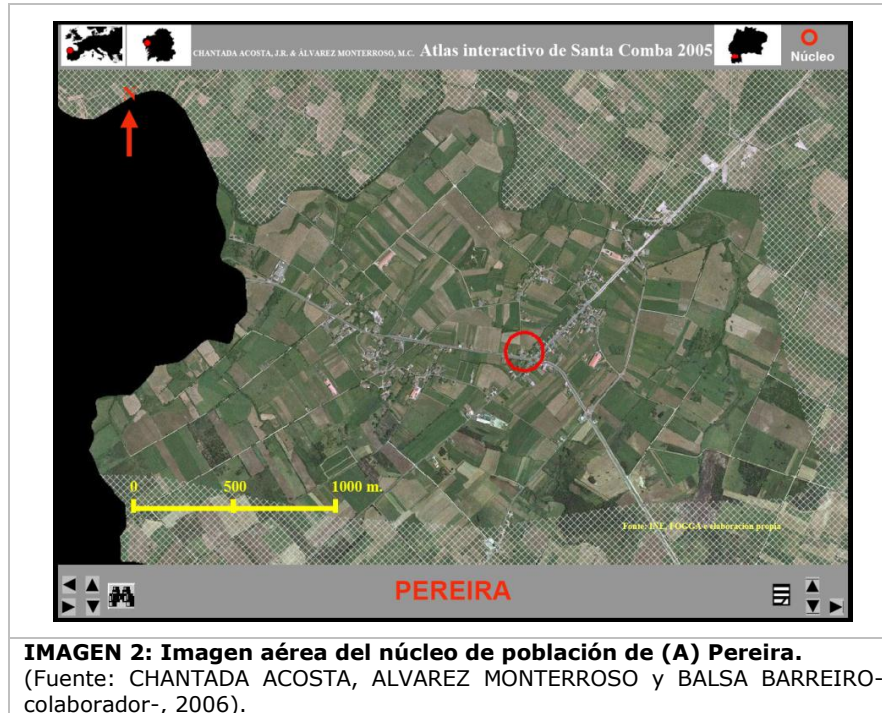 CHANTADA ACOSTA, J.R. & ÁLVAREZ MONTERROSO, M.C. Atlas interactivo de Santa Comba 2005
Núcleo
0 500 1000 m.
Fonte: INE, FOGGA e elaboración propia
PEREIRA
IMAGEN 2: Imagen aérea del núcleo de población de (A) Pereira.
(Fuente: CHANTADA ACOSTA, ALVAREZ MONTERROSO y BALSA BARREIRO-
colaborador-, 2006).